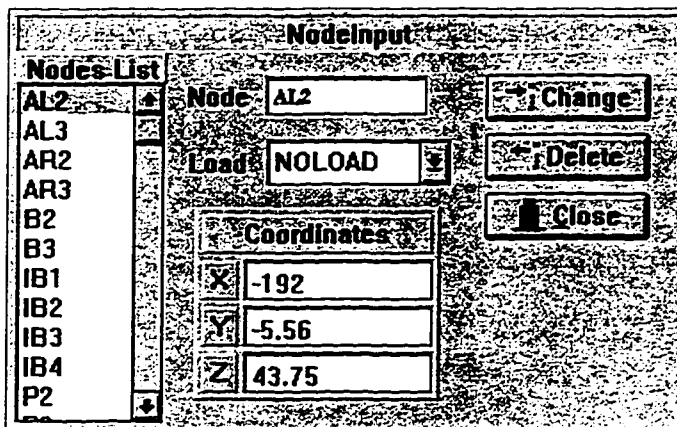 NodeInput
Nodes List
AL2
AL3
AR2
AR3
B2
B3
IB1
IB2
IB3
IB4
P2
Node AL2
Load NOLOAD
Coordinates
X -192
Y -5.56
Z 43.75
Change
Delete
Close